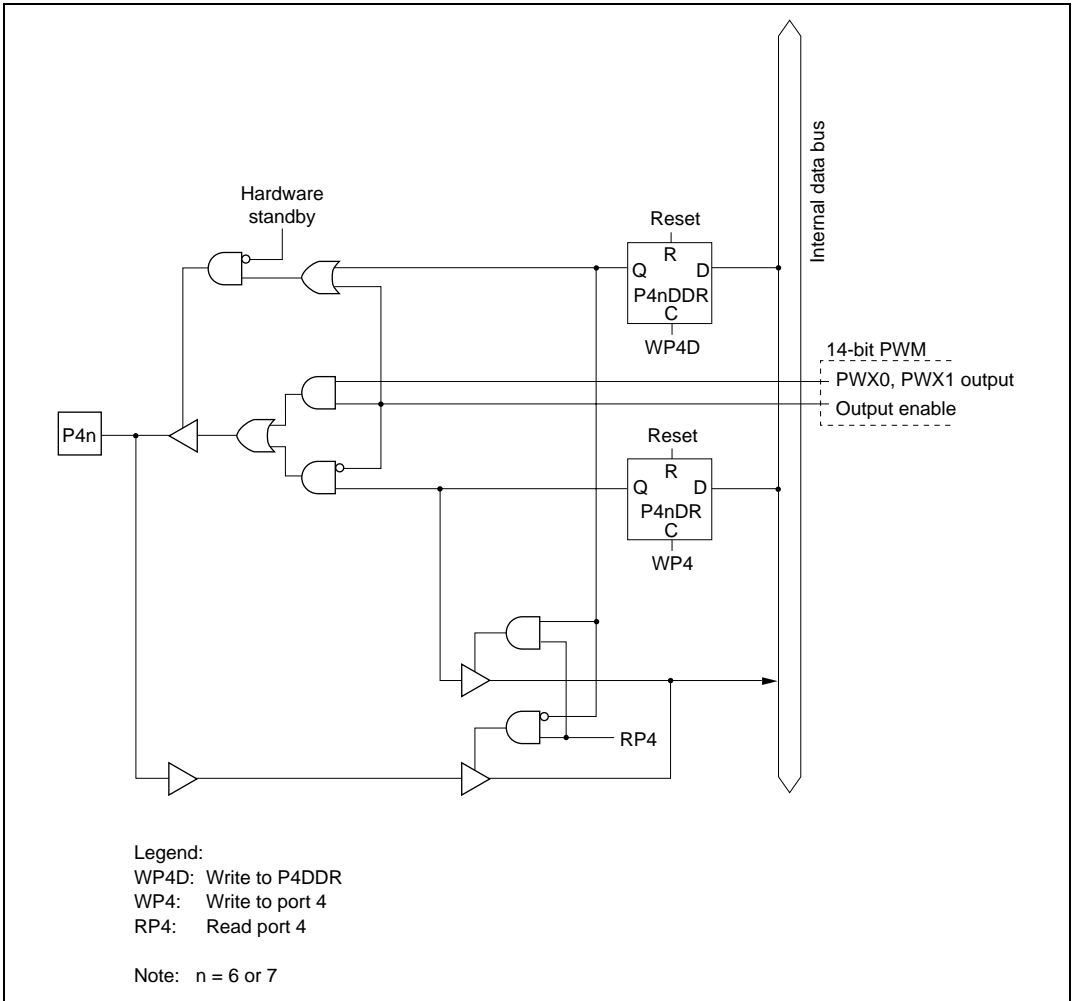 Hardware
standby
Reset
R
Q D
P4nDDR
C
WP4D
Internal data bus
14-bit PWM
PWX0, PWX1 output
Output enable
P4n
Reset
R
Q D
P4nDR
C
WP4
RP4
Legend:
WP4D: Write to P4DDR
WP4: Write to port 4
RP4: Read port 4
Note: n = 6 or 7